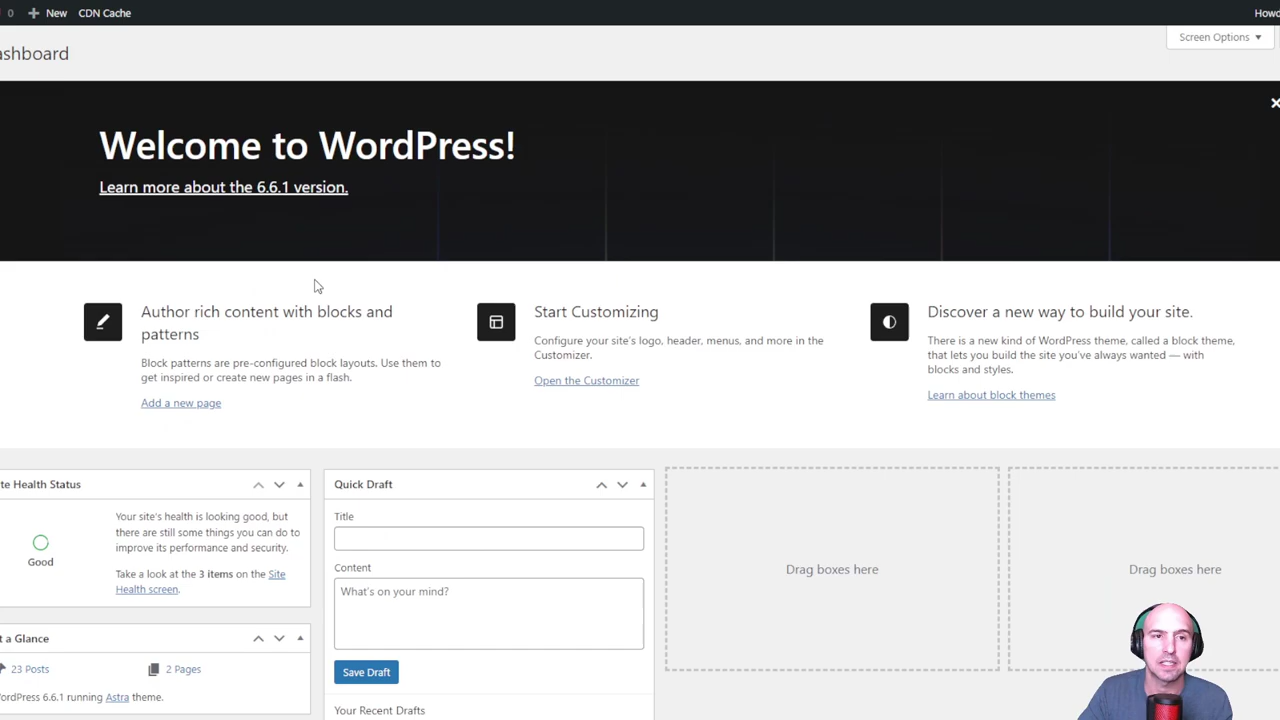 0 New CDN Cache Howd
ashboard
Screen Options
Welcome to WordPress!
Learn more about the 6.6.1 version.
Author rich content with blocks and
patterns
Block patterns are pre-configured block layouts. Use them to
get inspired or create new pages in a flash.
Add a new page
Start Customizing
Configure your site's logo, header, menus, and more in the
Customizer.
Open the Customizer
Discover a new way to build your site.
There is a new kind of WordPress theme, called a block theme,
that lets you build the site you've always wanted — with
blocks and styles.
Learn about block themes
te Health Status
Your site's health is looking good, but
there are still some things you can do to
improve its performance and security.
Good
Take a look at the 3 items on the Site
Health screen.
t a Glance
23 Posts
2 Pages
ordPress 6.6.1 running Astra theme.
Quick Draft
Title
Content
What's on your mind?
Save Draft
Your Recent Drafts
Drag boxes here
Drag boxes here